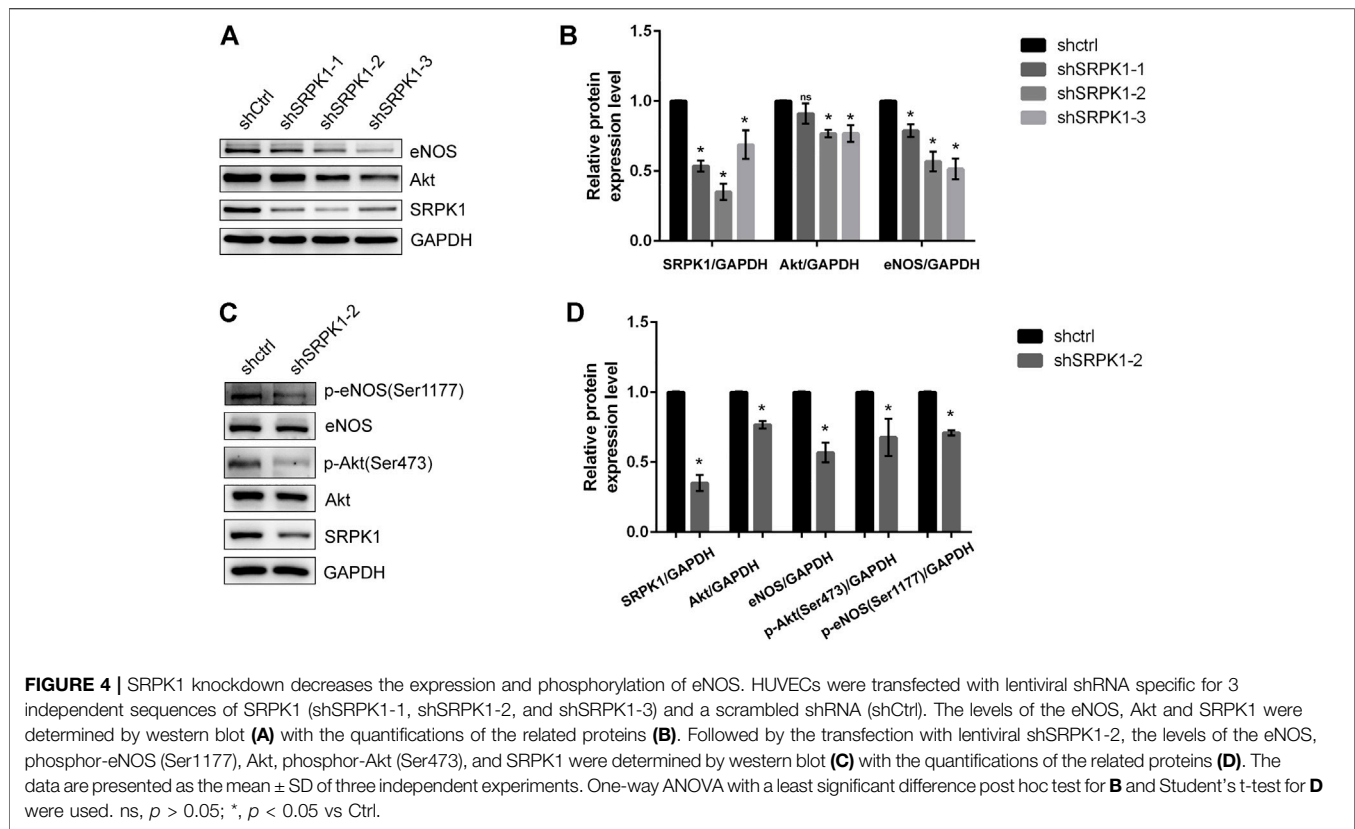 A
shCtrl
shSRPK1-1
shSRPK1-2
shSRPK1-3
eNOS
Akt
SRPK1
GAPDH
B
Relative protein
expression level
1.5
1.0
0.5
0.0
ns
*
*
*
*
*
*
*
*
SRPK1/GAPDH
Akt/GAPDH
eNOS/GAPDH
shctrl
shSRPK1-1
shSRPK1-2
shSRPK1-3
C
shctrl
shSRPK1-2
p-eNOS(Ser1177)
eNOS
p-Akt(Ser473)
Akt
SRPK1
GAPDH
D
Relative protein
expression level
1.5
1.0
0.5
0.0
*
*
*
*
*
SRPK1/GAPDH
Akt/GAPDH
eNOS/GAPDH
p-Akt(Ser473)/GAPDH
p-eNOS(Ser1177)/GAPDH
shctrl
shSRPK1-2
FIGURE 4 | SRPK1 knockdown decreases the expression and phosphorylation of eNOS. HUVECs were transfected with lentiviral shRNA specific for 3
independent sequences of SRPK1 (shSRPK1-1, shSRPK1-2, and shSRPK1-3) and a scrambled shRNA (shCtrl). The levels of the eNOS, Akt and SRPK1 were
determined by western blot (A) with the quantifications of the related proteins (B). Followed by the transfection with lentiviral shSRPK1-2, the levels of the eNOS,
phosphor-eNOS (Ser1177), Akt, phosphor-Akt (Ser473), and SRPK1 were determined by western blot (C) with the quantifications of the related proteins (D). The
data are presented as the mean ± SD of three independent experiments. One-way ANOVA with a least significant difference post hoc test for B and Student's t-test for D
were used. ns, p > 0.05; *, p < 0.05 vs Ctrl.